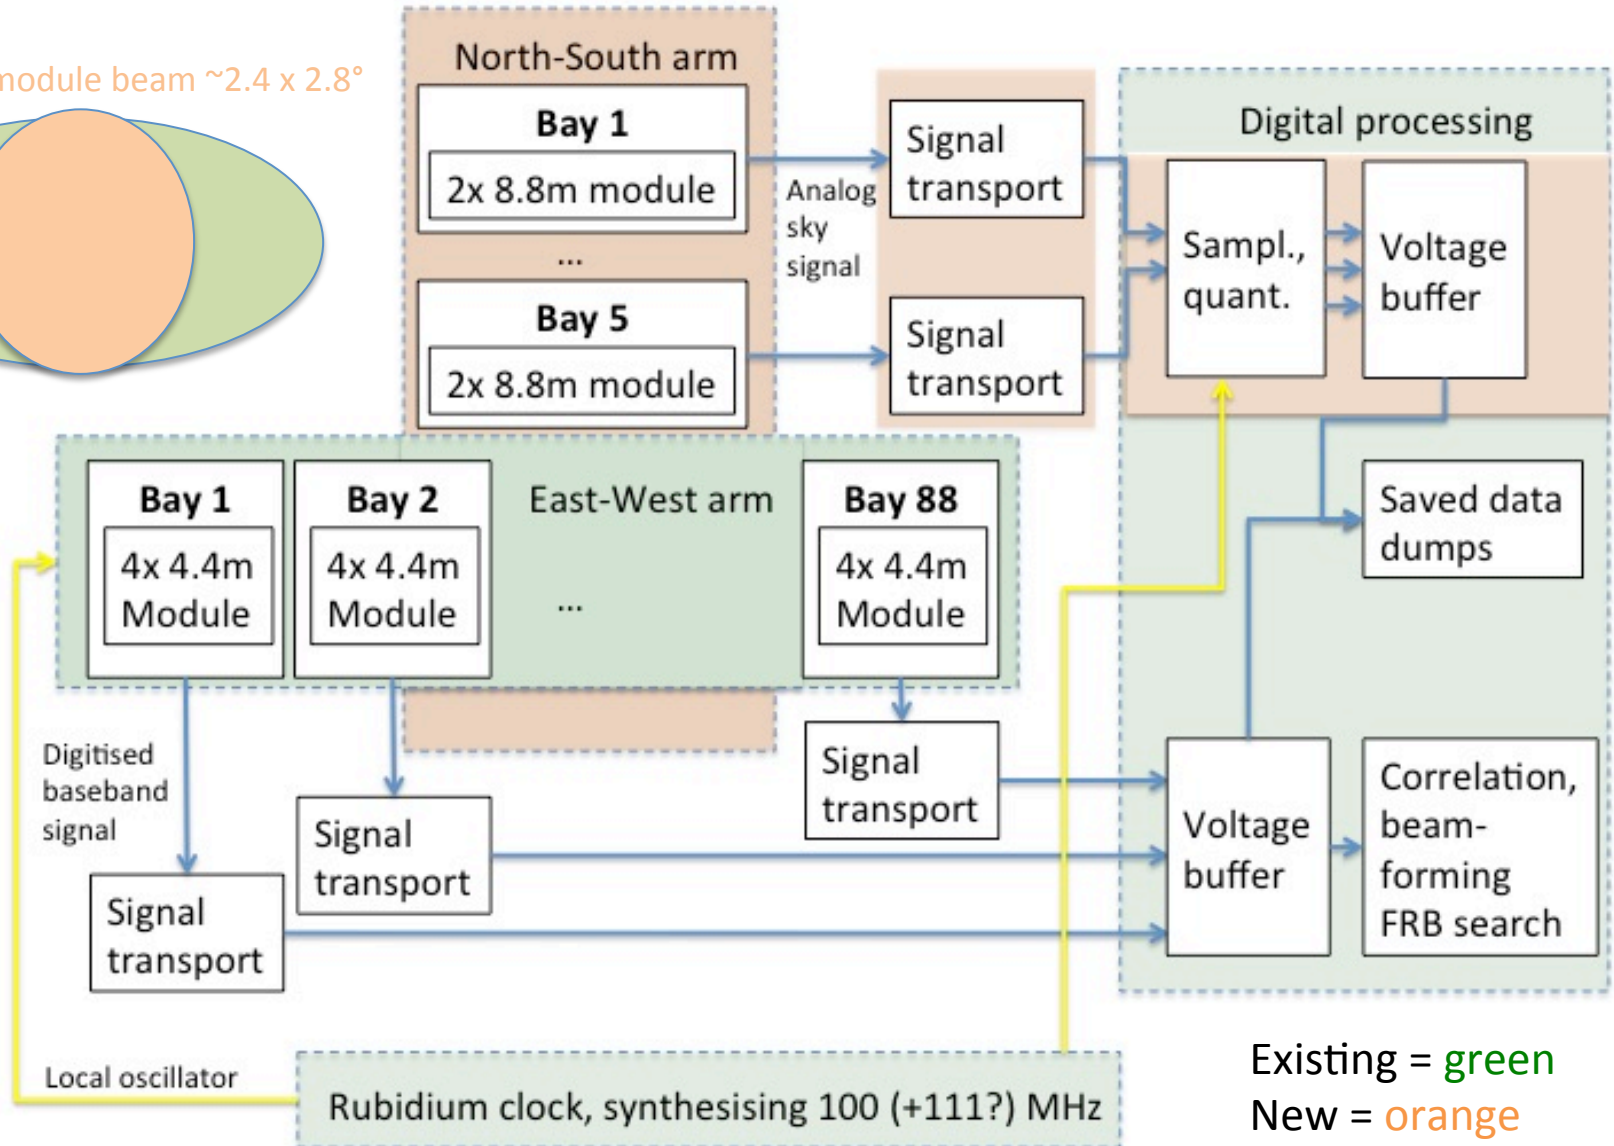 module beam ~2.4 x 2.8°
North-South arm
Bay 1
2x 8.8m module
...
Bay 5
2x 8.8m module
Analog
sky
signal
Signal
transport
Signal
transport
Digital processing
Sampl.,
quant.
Voltage
buffer
Bay 1
4x 4.4m
Module
Bay 2
4x 4.4m
Module
East-West arm
...
Bay 88
4x 4.4m
Module
Saved data
dumps
Digitised
baseband
signal
Signal
transport
Signal
transport
Signal
transport
Voltage
buffer
Correlation,
beam-
forming
FRB search
Local oscillator
Rubidium clock, synthesising 100 (+111?) MHz
Existing = green
New = orange